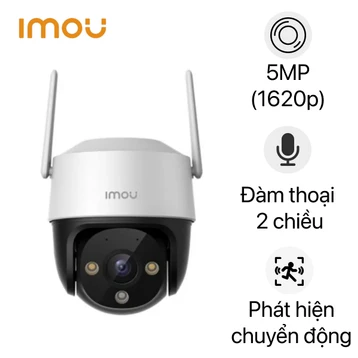 imou
5MP
(1620p)
imou
Đàm thoại
2 chiều
Phát hiện
chuyển động